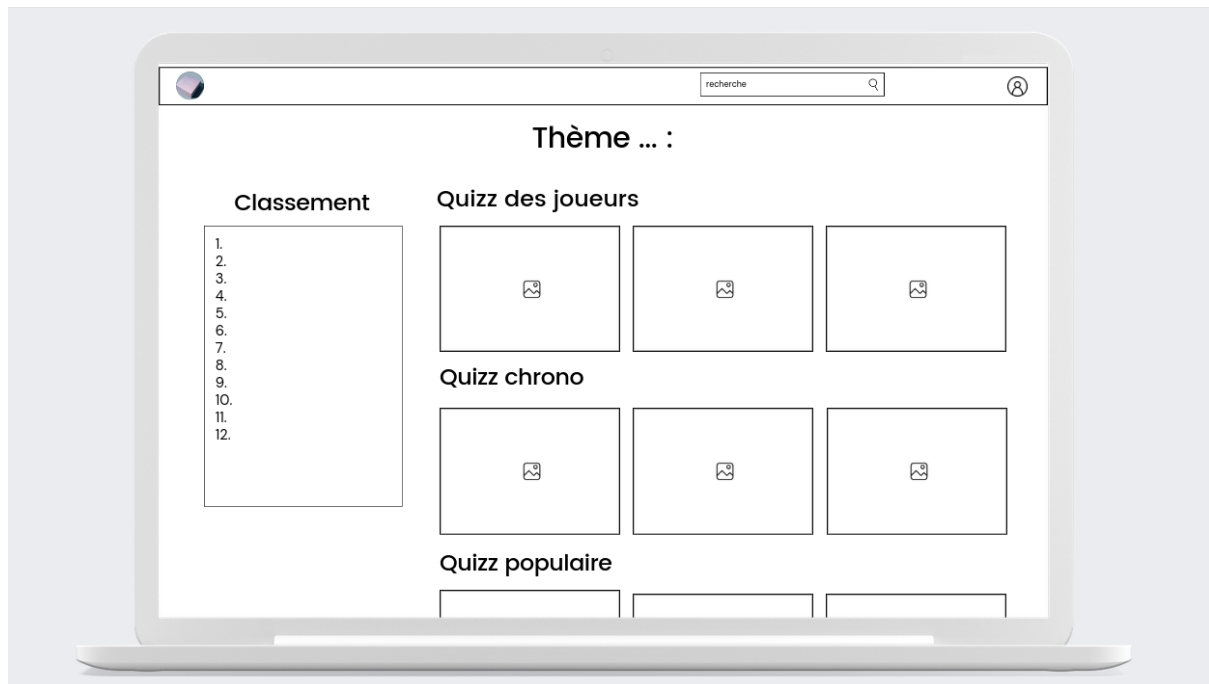 recherche
Thème ... :
Classement
1.
2.
3.
4.
5.
6.
7.
8.
9.
10.
11.
12.
Quizz des joueurs
Quizz chrono
Quizz populaire